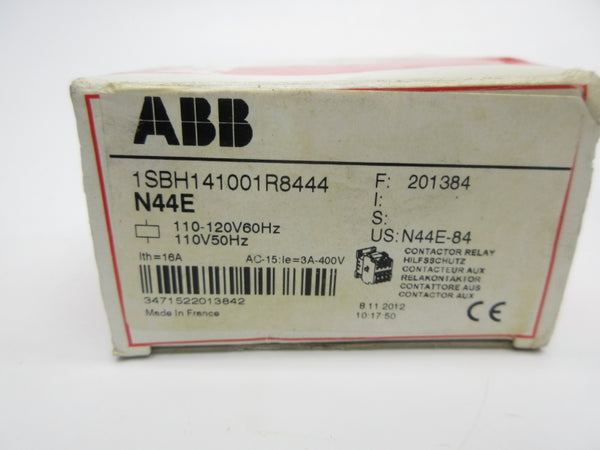 ABB
1SBH141001R8444
N44E
110-120V60Hz
110V50Hz
Ith=16A AC-15:Ie=3A-400V
3471522013842
Made in France
F: 201384
I:
S:
US: N44E-84
CONTACTOR RELAY
HILFSSCHUTZ
CONTACTEUR AUX
RELAKONTAKTOR
CONTATTORE AUS
CONTACTOR AUX
8.11.2012
10:17:50
CE